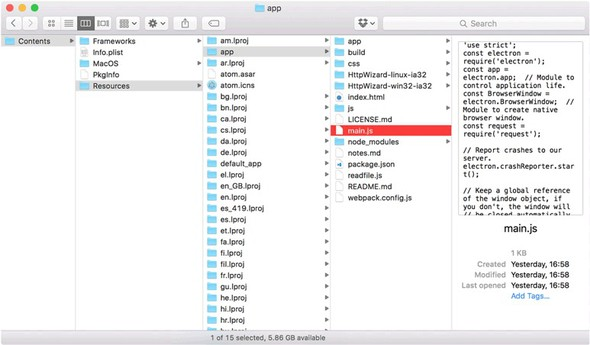 app
Search
Contents
Frameworks
Info.plist
MacOS
PkgInfo
Resources
am.lproj
app
ar.lproj
atom.asar
atom.icns
bg.lproj
bn.lproj
ca.lproj
cs.lproj
da.lproj
de.lproj
default_app
el.lproj
en_GB.lproj
en.lproj
es_419.lproj
es.lproj
et.lproj
fa.lproj
fi.lproj
fil.lproj
fr.lproj
gu.lproj
he.lproj
hi.lproj
hr.lproj
app
build
css
HttpWizard-linux-ia32
HttpWizard-win32-ia32
index.html
js
LICENSE.md
main.js
node_modules
notes.md
package.json
readfile.js
README.md
webpack.config.js
'use strict';
const electron =
require('electron');
const app =
electron.app;  // Module to
control application life.
const BrowserWindow =
electron.BrowserWindow;  //
Module to create native
browser window.
const request =
require('request');
// Report crashes to our
server.
electron.crashReporter.star
t();
// Keep a global reference
of the window object, if
you don't, the window will
// be closed automatically
main.js
1 KB
Created Yesterday, 16:58
Modified Yesterday, 16:58
Last opened Yesterday, 16:58
Add Tags...
1 of 15 selected, 5.86 GB available